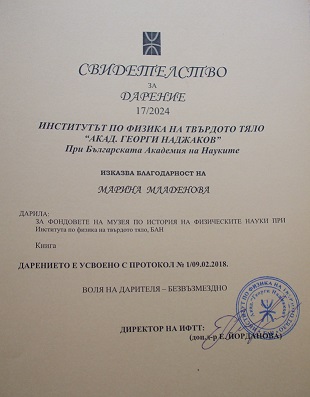 СВИДЕТЕЛСТВО
ЗА
ДАРЕНИЕ
17/2024
ИНСТИТУТЪТ ПО ФИЗИКА НА ТВЪРДОТО ТЯЛО
"АКАД. ГЕОРГИ НАДЖАКОВ"
При Българската Академия на Науките
ИЗКАЗВА БЛАГОДАРНОСТ НА
МАРИНА МЛАДЕНОВА
ДАРИЛА:
ЗА ФОНДОВЕТЕ НА МУЗЕЯ ПО ИСТОРИЯ НА ФИЗИЧЕСКИТЕ НАУКИ ПРИ
Института по физика на твърдото тяло, БАН
Книга
ДАРЕНИЕТО Е УСВОЕНО С ПРОТОКОЛ № 1/09.02.2018.
ВОЛЯ НА ДАРИТЕЛЯ – БЕЗВЪЗМЕЗДНО
ДИРЕКТОР НА ИФТТ:
(доц. д-р Е. ЙОРДАНОВА)